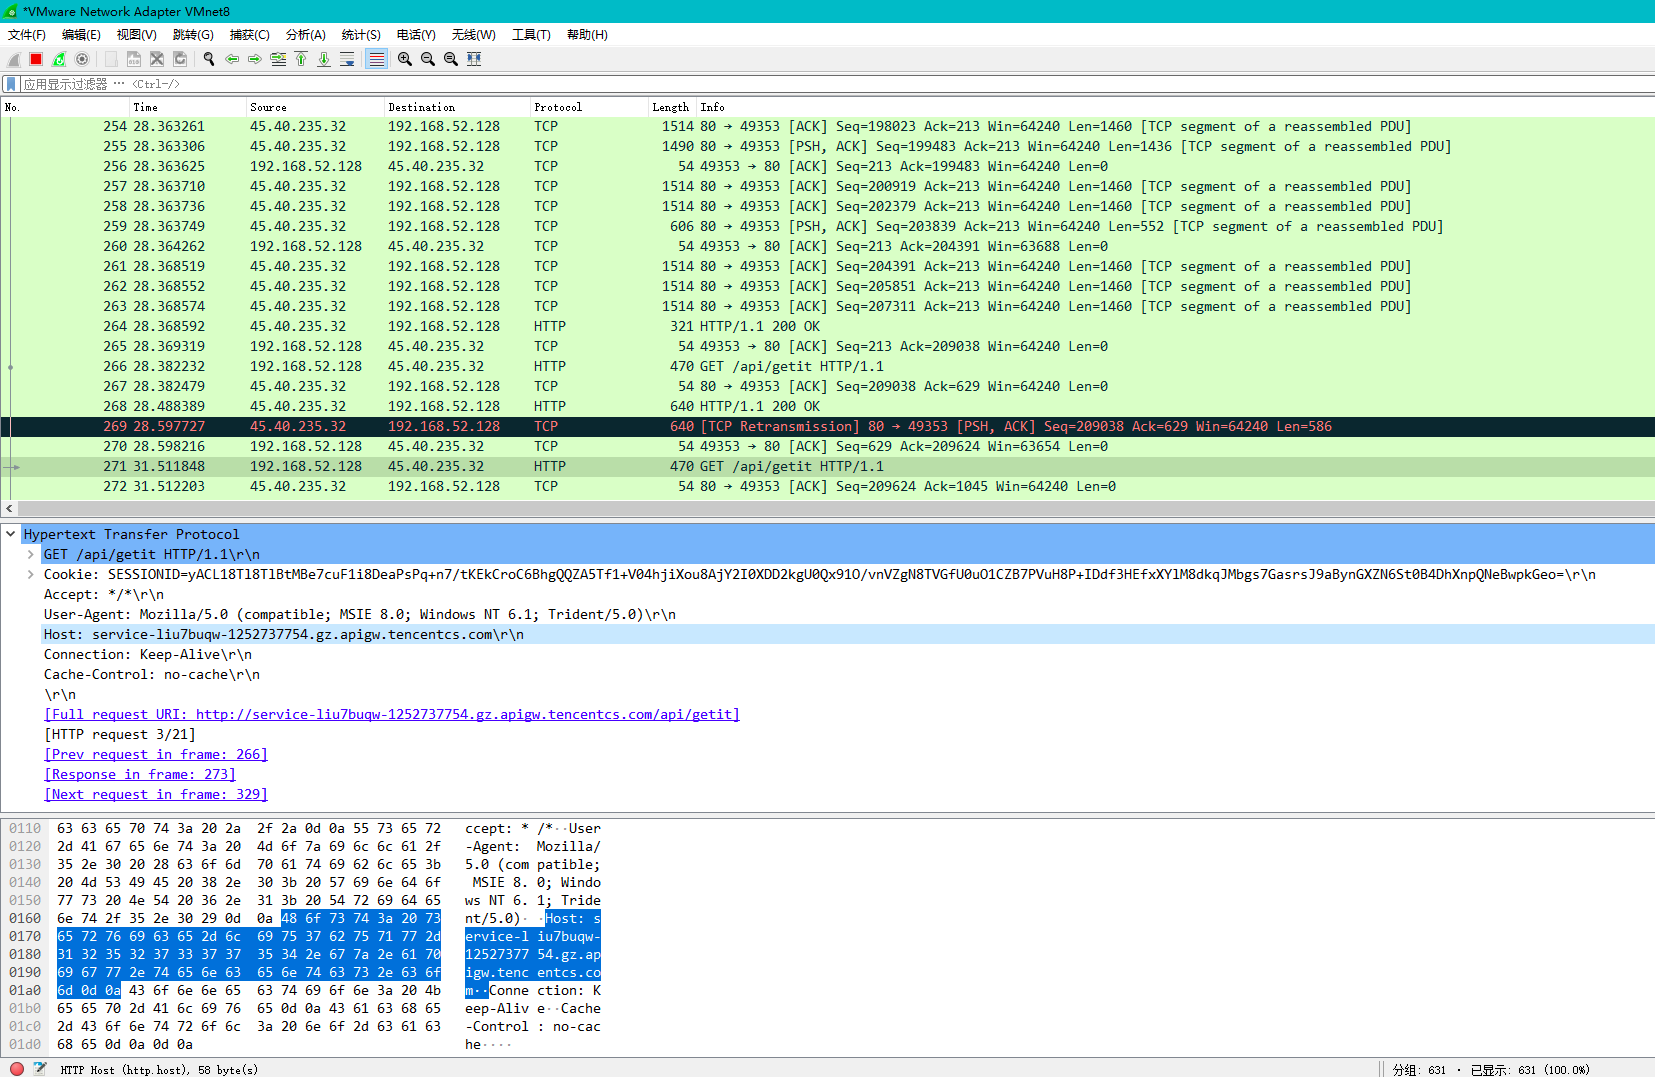 *VMware Network Adapter VMnet8
文件(F) 编辑(E) 视图(V) 跳转(G) 捕获(C) 分析(A) 统计(S) 电话(Y) 无线(W) 工具(T) 帮助(H)
应用显示过滤器 … <Ctrl-/>
No. Time Source Destination Protocol Length Info
254 28.363261 45.40.235.32 192.168.52.128 TCP 1514 80 → 49353 [ACK] Seq=198023 Ack=213 Win=64240 Len=1460 [TCP segment of a reassembled PDU]
255 28.363306 45.40.235.32 192.168.52.128 TCP 1490 80 → 49353 [PSH, ACK] Seq=199483 Ack=213 Win=64240 Len=1436 [TCP segment of a reassembled PDU]
256 28.363625 192.168.52.128 45.40.235.32 TCP 54 49353 → 80 [ACK] Seq=213 Ack=199483 Win=64240 Len=0
257 28.363710 45.40.235.32 192.168.52.128 TCP 1514 80 → 49353 [ACK] Seq=200919 Ack=213 Win=64240 Len=1460 [TCP segment of a reassembled PDU]
258 28.363736 45.40.235.32 192.168.52.128 TCP 1514 80 → 49353 [ACK] Seq=202379 Ack=213 Win=64240 Len=1460 [TCP segment of a reassembled PDU]
259 28.363749 45.40.235.32 192.168.52.128 TCP 606 80 → 49353 [PSH, ACK] Seq=203839 Ack=213 Win=64240 Len=552 [TCP segment of a reassembled PDU]
260 28.364262 192.168.52.128 45.40.235.32 TCP 54 49353 → 80 [ACK] Seq=213 Ack=204391 Win=63688 Len=0
261 28.368519 45.40.235.32 192.168.52.128 TCP 1514 80 → 49353 [ACK] Seq=204391 Ack=213 Win=64240 Len=1460 [TCP segment of a reassembled PDU]
262 28.368552 45.40.235.32 192.168.52.128 TCP 1514 80 → 49353 [ACK] Seq=205851 Ack=213 Win=64240 Len=1460 [TCP segment of a reassembled PDU]
263 28.368574 45.40.235.32 192.168.52.128 TCP 1514 80 → 49353 [ACK] Seq=207311 Ack=213 Win=64240 Len=1460 [TCP segment of a reassembled PDU]
264 28.368592 45.40.235.32 192.168.52.128 HTTP 321 HTTP/1.1 200 OK
265 28.369319 192.168.52.128 45.40.235.32 TCP 54 49353 → 80 [ACK] Seq=213 Ack=209038 Win=64240 Len=0
266 28.382232 192.168.52.128 45.40.235.32 HTTP 470 GET /api/getit HTTP/1.1
267 28.382479 45.40.235.32 192.168.52.128 TCP 54 80 → 49353 [ACK] Seq=209038 Ack=629 Win=64240 Len=0
268 28.488389 45.40.235.32 192.168.52.128 HTTP 640 HTTP/1.1 200 OK
269 28.597727 45.40.235.32 192.168.52.128 TCP 640 [TCP Retransmission] 80 → 49353 [PSH, ACK] Seq=209038 Ack=629 Win=64240 Len=586
270 28.598216 192.168.52.128 45.40.235.32 TCP 54 49353 → 80 [ACK] Seq=629 Ack=209624 Win=63654 Len=0
271 31.511848 192.168.52.128 45.40.235.32 HTTP 470 GET /api/getit HTTP/1.1
272 31.512203 45.40.235.32 192.168.52.128 TCP 54 80 → 49353 [ACK] Seq=209624 Ack=1045 Win=64240 Len=0
Hypertext Transfer Protocol
GET /api/getit HTTP/1.1\r\n
Cookie: SESSIONID=yACL18Tl8TlBtMBe7cuF1i8DeaPsPq+n7/tKEkCroC6BhgQQZA5Tf1+V04hjiXou8AjY2I0XDD2kgU0Qx91O/vnVZgN8TVGfU0uO1CZB7PVuH8P+IDdf3HEfxXYlM8dkqJMbgs7GasrsJ9aBynGXZN6St0B4DhXnpQNeBwpkGeo=\r\n
Accept: */*\r\n
User-Agent: Mozilla/5.0 (compatible; MSIE 8.0; Windows NT 6.1; Trident/5.0)\r\n
Host: service-liu7buqw-1252737754.gz.apigw.tencentcs.com\r\n
Connection: Keep-Alive\r\n
Cache-Control: no-cache\r\n
\r\n
[Full request URI: http://service-liu7buqw-1252737754.gz.apigw.tencentcs.com/api/getit]
[HTTP request 3/21]
[Prev request in frame: 266]
[Response in frame: 273]
[Next request in frame: 329]
0110 63 63 65 70 74 3a 20 2a 2f 2a 0d 0a 55 73 65 72 ccept: * /*··User
0120 2d 41 67 65 6e 74 3a 20 4d 6f 7a 69 6c 6c 61 2f -Agent: Mozilla/
0130 35 2e 30 20 28 63 6f 6d 70 61 74 69 62 6c 65 3b 5.0 (com patible;
0140 20 4d 53 49 45 20 38 2e 30 3b 20 57 69 6e 64 6f MSIE 8. 0; Windo
0150 77 73 20 4e 54 20 36 2e 31 3b 20 54 72 69 64 65 ws NT 6. 1; Tride
0160 6e 74 2f 35 2e 30 29 0d 0a 48 6f 73 74 3a 20 73 nt/5.0)· ·Host: s
0170 65 72 76 69 63 65 2d 6c 69 75 37 62 75 71 77 2d ervice-l iu7buqw-
0180 31 32 35 32 37 33 37 37 35 34 2e 67 7a 2e 61 70 12527377 54.gz.ap
0190 69 67 77 2e 74 65 6e 63 65 6e 74 63 73 2e 63 6f igw.tenc entcs.co
01a0 6d 0d 0a 43 6f 6e 6e 65 63 74 69 6f 6e 3a 20 4b m··Conne ction: K
01b0 65 65 70 2d 41 6c 69 76 65 0d 0a 43 61 63 68 65 eep-Aliv e··Cache
01c0 2d 43 6f 6e 74 72 6f 6c 3a 20 6e 6f 2d 63 61 63 -Control : no-cac
01d0 68 65 0d 0a 0d 0a he····
HTTP Host (http.host), 58 byte(s) 分组: 631 · 已显示: 631 (100.0%)